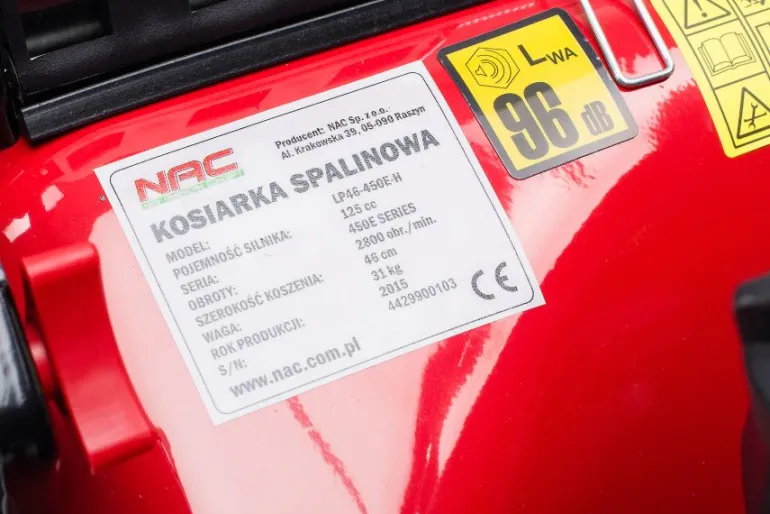 NAC
Producent: NAC Sp. z o.o.
Al. Krakowska 39, 05-090 Raszyn
KOSIARKA SPALINOWA
MODEL: LP46-450E-H
POJEMNOŚĆ SILNIKA: 125 cc
SERIA: 450E SERIES
OBROTY: 2800 obr./min.
SZEROKOŚĆ KOSZENIA: 46 cm
WAGA: 31 kg
ROK PRODUKCJI: 2015
S/N: 4429900103
www.nac.com.pl
CE
LWA
96 dB